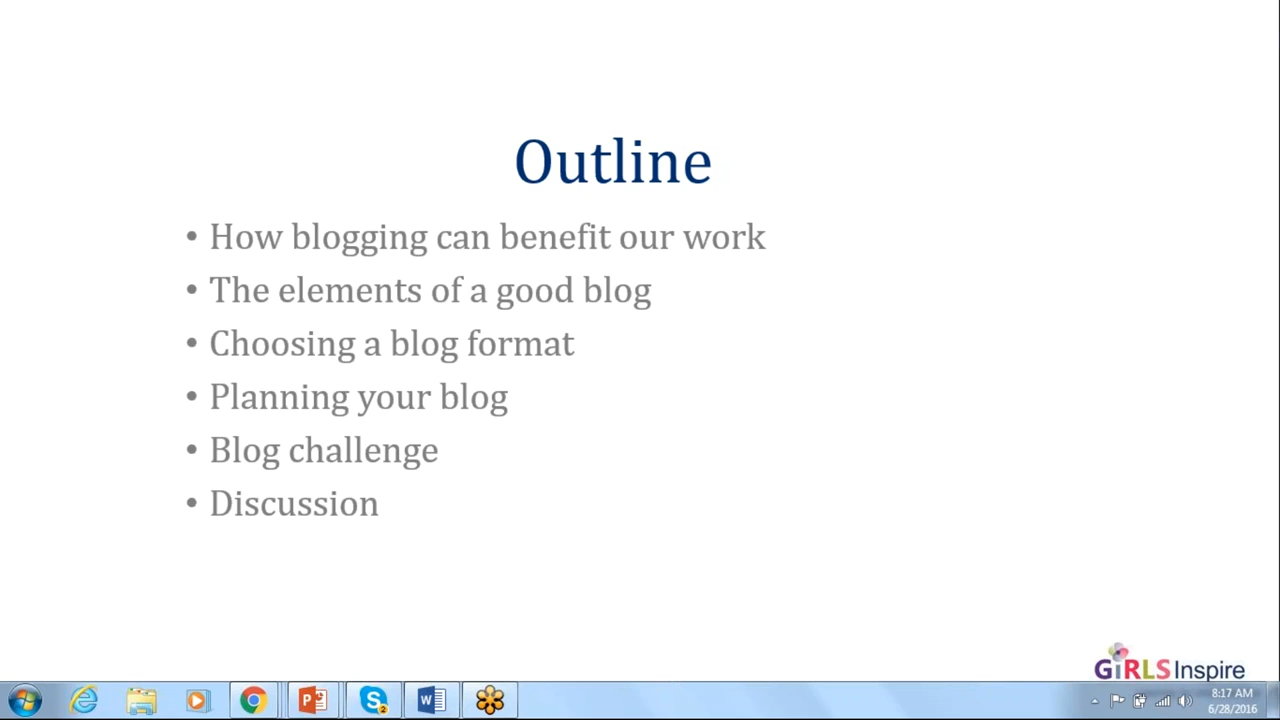 Outline
• How blogging can benefit our work
• The elements of a good blog
• Choosing a blog format
• Planning your blog
• Blog challenge
• Discussion
GiRLS Inspire
8:17 AM
6/28/2016
2